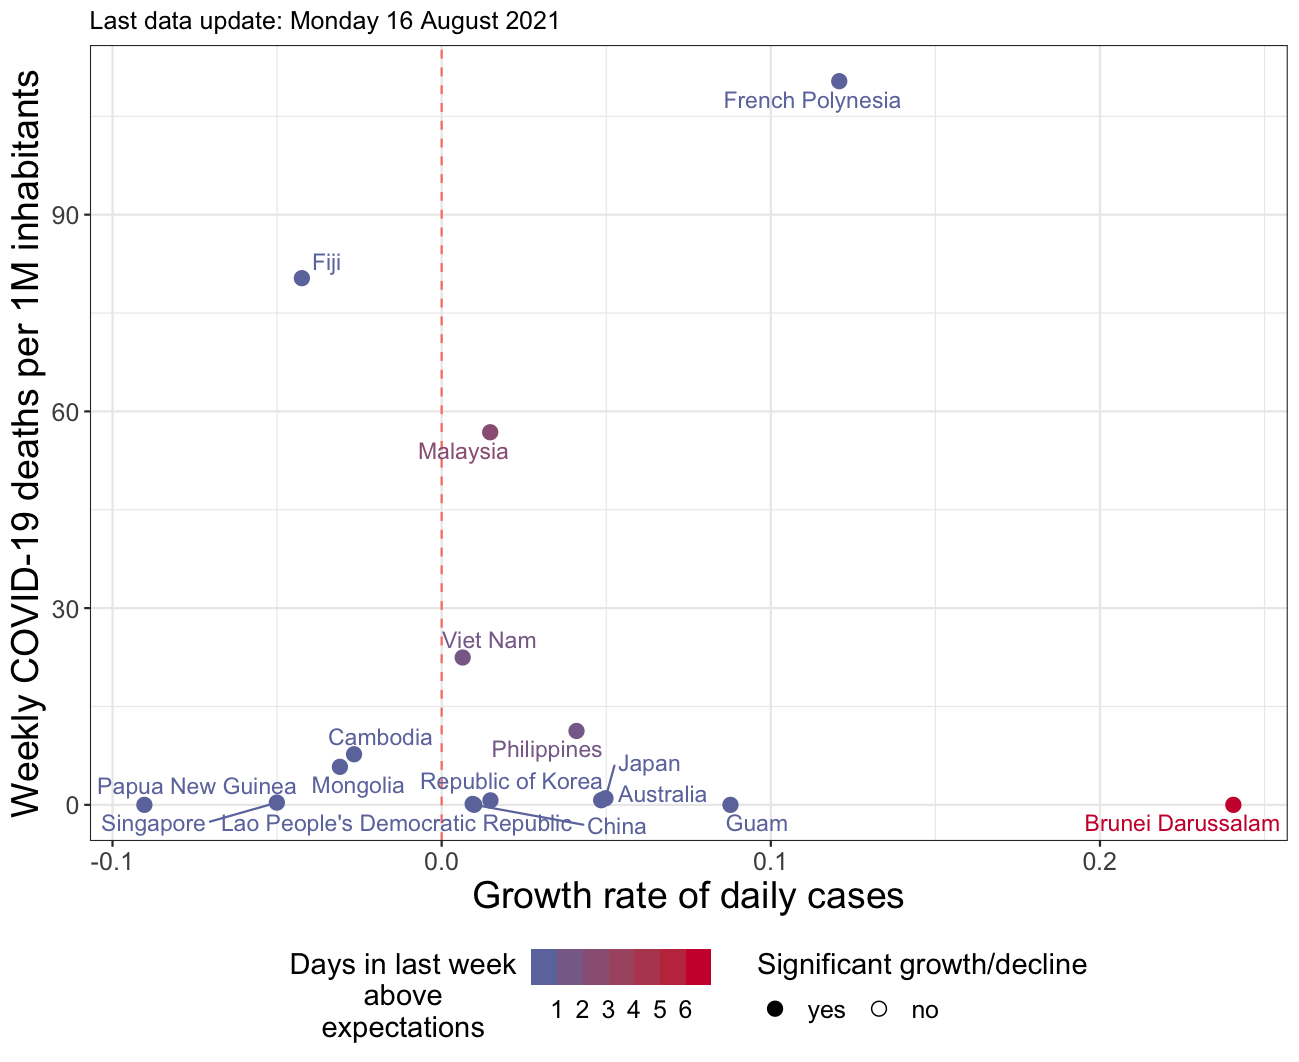 Last data update: Monday 16 August 2021
Weekly COVID-19 deaths per 1M inhabitants
90
60
30
0
French Polynesia
Fiji
Malaysia
Viet Nam
Cambodia
Philippines
Japan
Papua New Guinea
Mongolia
Republic of Korea
Australia
Singapore
Lao People's Democratic Republic
China
Guam
Brunei Darussalam
-0.1
0.0
0.1
0.2
Growth rate of daily cases
Days in last week
above
expectations
1 2 3 4 5 6
Significant growth/decline
yes
no